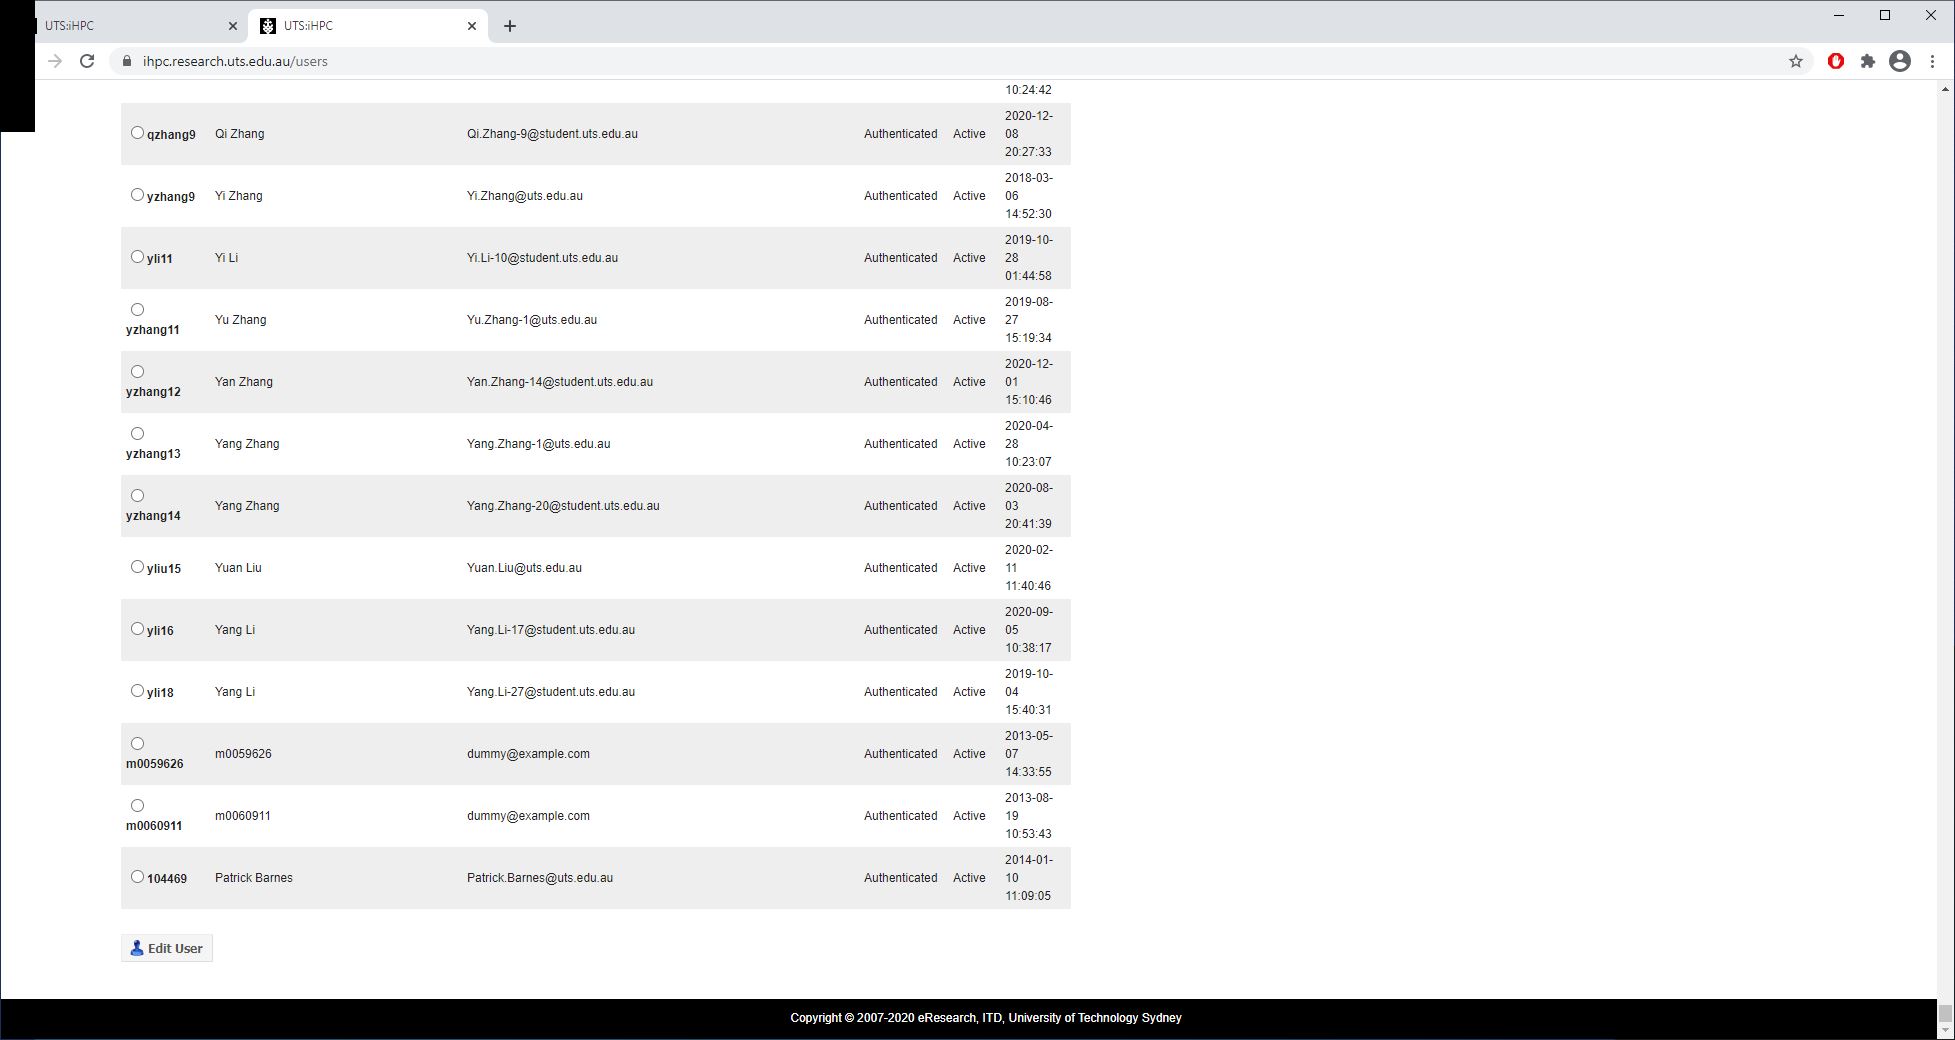 UTS:iHPC
UTS:iHPC
ihpc.research.uts.edu.au/users
10:24:42
qzhang9 Qi Zhang Qi.Zhang-9@student.uts.edu.au Authenticated Active 2020-12-
08
20:27:33
yzhang9 Yi Zhang Yi.Zhang@uts.edu.au Authenticated Active 2018-03-
06
14:52:30
yli11 Yi Li Yi.Li-10@student.uts.edu.au Authenticated Active 2019-10-
28
01:44:58
yzhang11 Yu Zhang Yu.Zhang-1@uts.edu.au Authenticated Active 2019-08-
27
15:19:34
yzhang12 Yan Zhang Yan.Zhang-14@student.uts.edu.au Authenticated Active 2020-12-
01
15:10:46
yzhang13 Yang Zhang Yang.Zhang-1@uts.edu.au Authenticated Active 2020-04-
28
10:23:07
yzhang14 Yang Zhang Yang.Zhang-20@student.uts.edu.au Authenticated Active 2020-08-
03
20:41:39
yliu15 Yuan Liu Yuan.Liu@uts.edu.au Authenticated Active 2020-02-
11
11:40:46
yli16 Yang Li Yang.Li-17@student.uts.edu.au Authenticated Active 2020-09-
05
10:38:17
yli18 Yang Li Yang.Li-27@student.uts.edu.au Authenticated Active 2019-10-
04
15:40:31
m0059626 m0059626 dummy@example.com Authenticated Active 2013-05-
07
14:33:55
m0060911 m0060911 dummy@example.com Authenticated Active 2013-08-
19
10:53:43
104469 Patrick Barnes Patrick.Barnes@uts.edu.au Authenticated Active 2014-01-
10
11:09:05
Edit User
Copyright © 2007-2020 eResearch, ITD, University of Technology Sydney